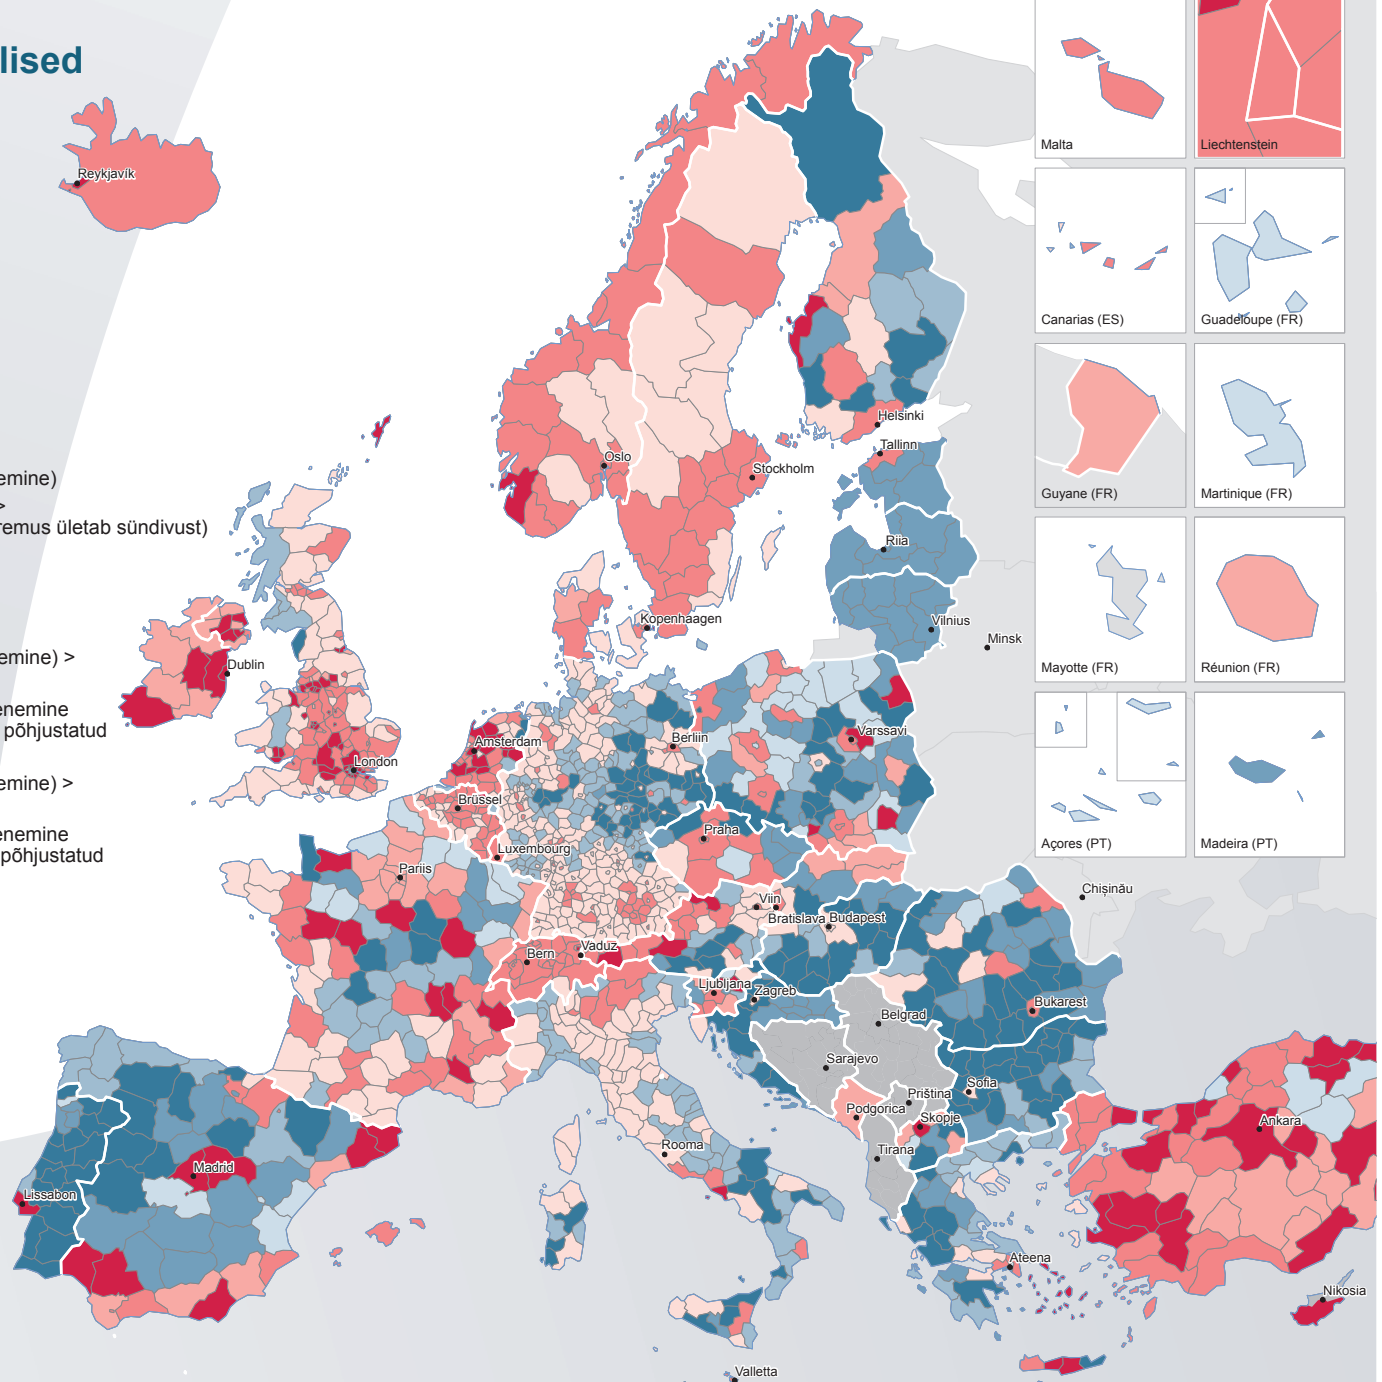 lised
emine)
>
remus ületab sündivust)
emine) >
enemine
põhjustatud
emine) >
enemine
põhjustatud
Reykjavík
Oslo
Stockholm
Helsinki
Tallinn
Riia
Vilnius
Minsk
Kopenhaagen
Dublin
London
Amsterdam
Berliin
Varssavi
Brüssel
Luxembourg
Praha
Pariis
Viin
Bratislava
Budapest
Chișinău
Bern
Vaduz
Ljubljana
Zagreb
Belgrad
Bukarest
Sarajevo
Priština
Sofia
Podgorica
Skopje
Tirana
Ankara
Rooma
Madrid
Lissabon
Ateena
Nikosia
Valletta
Malta
Liechtenstein
Canarias (ES)
Guadeloupe (FR)
Guyane (FR)
Martinique (FR)
Mayotte (FR)
Réunion (FR)
Açores (PT)
Madeira (PT)